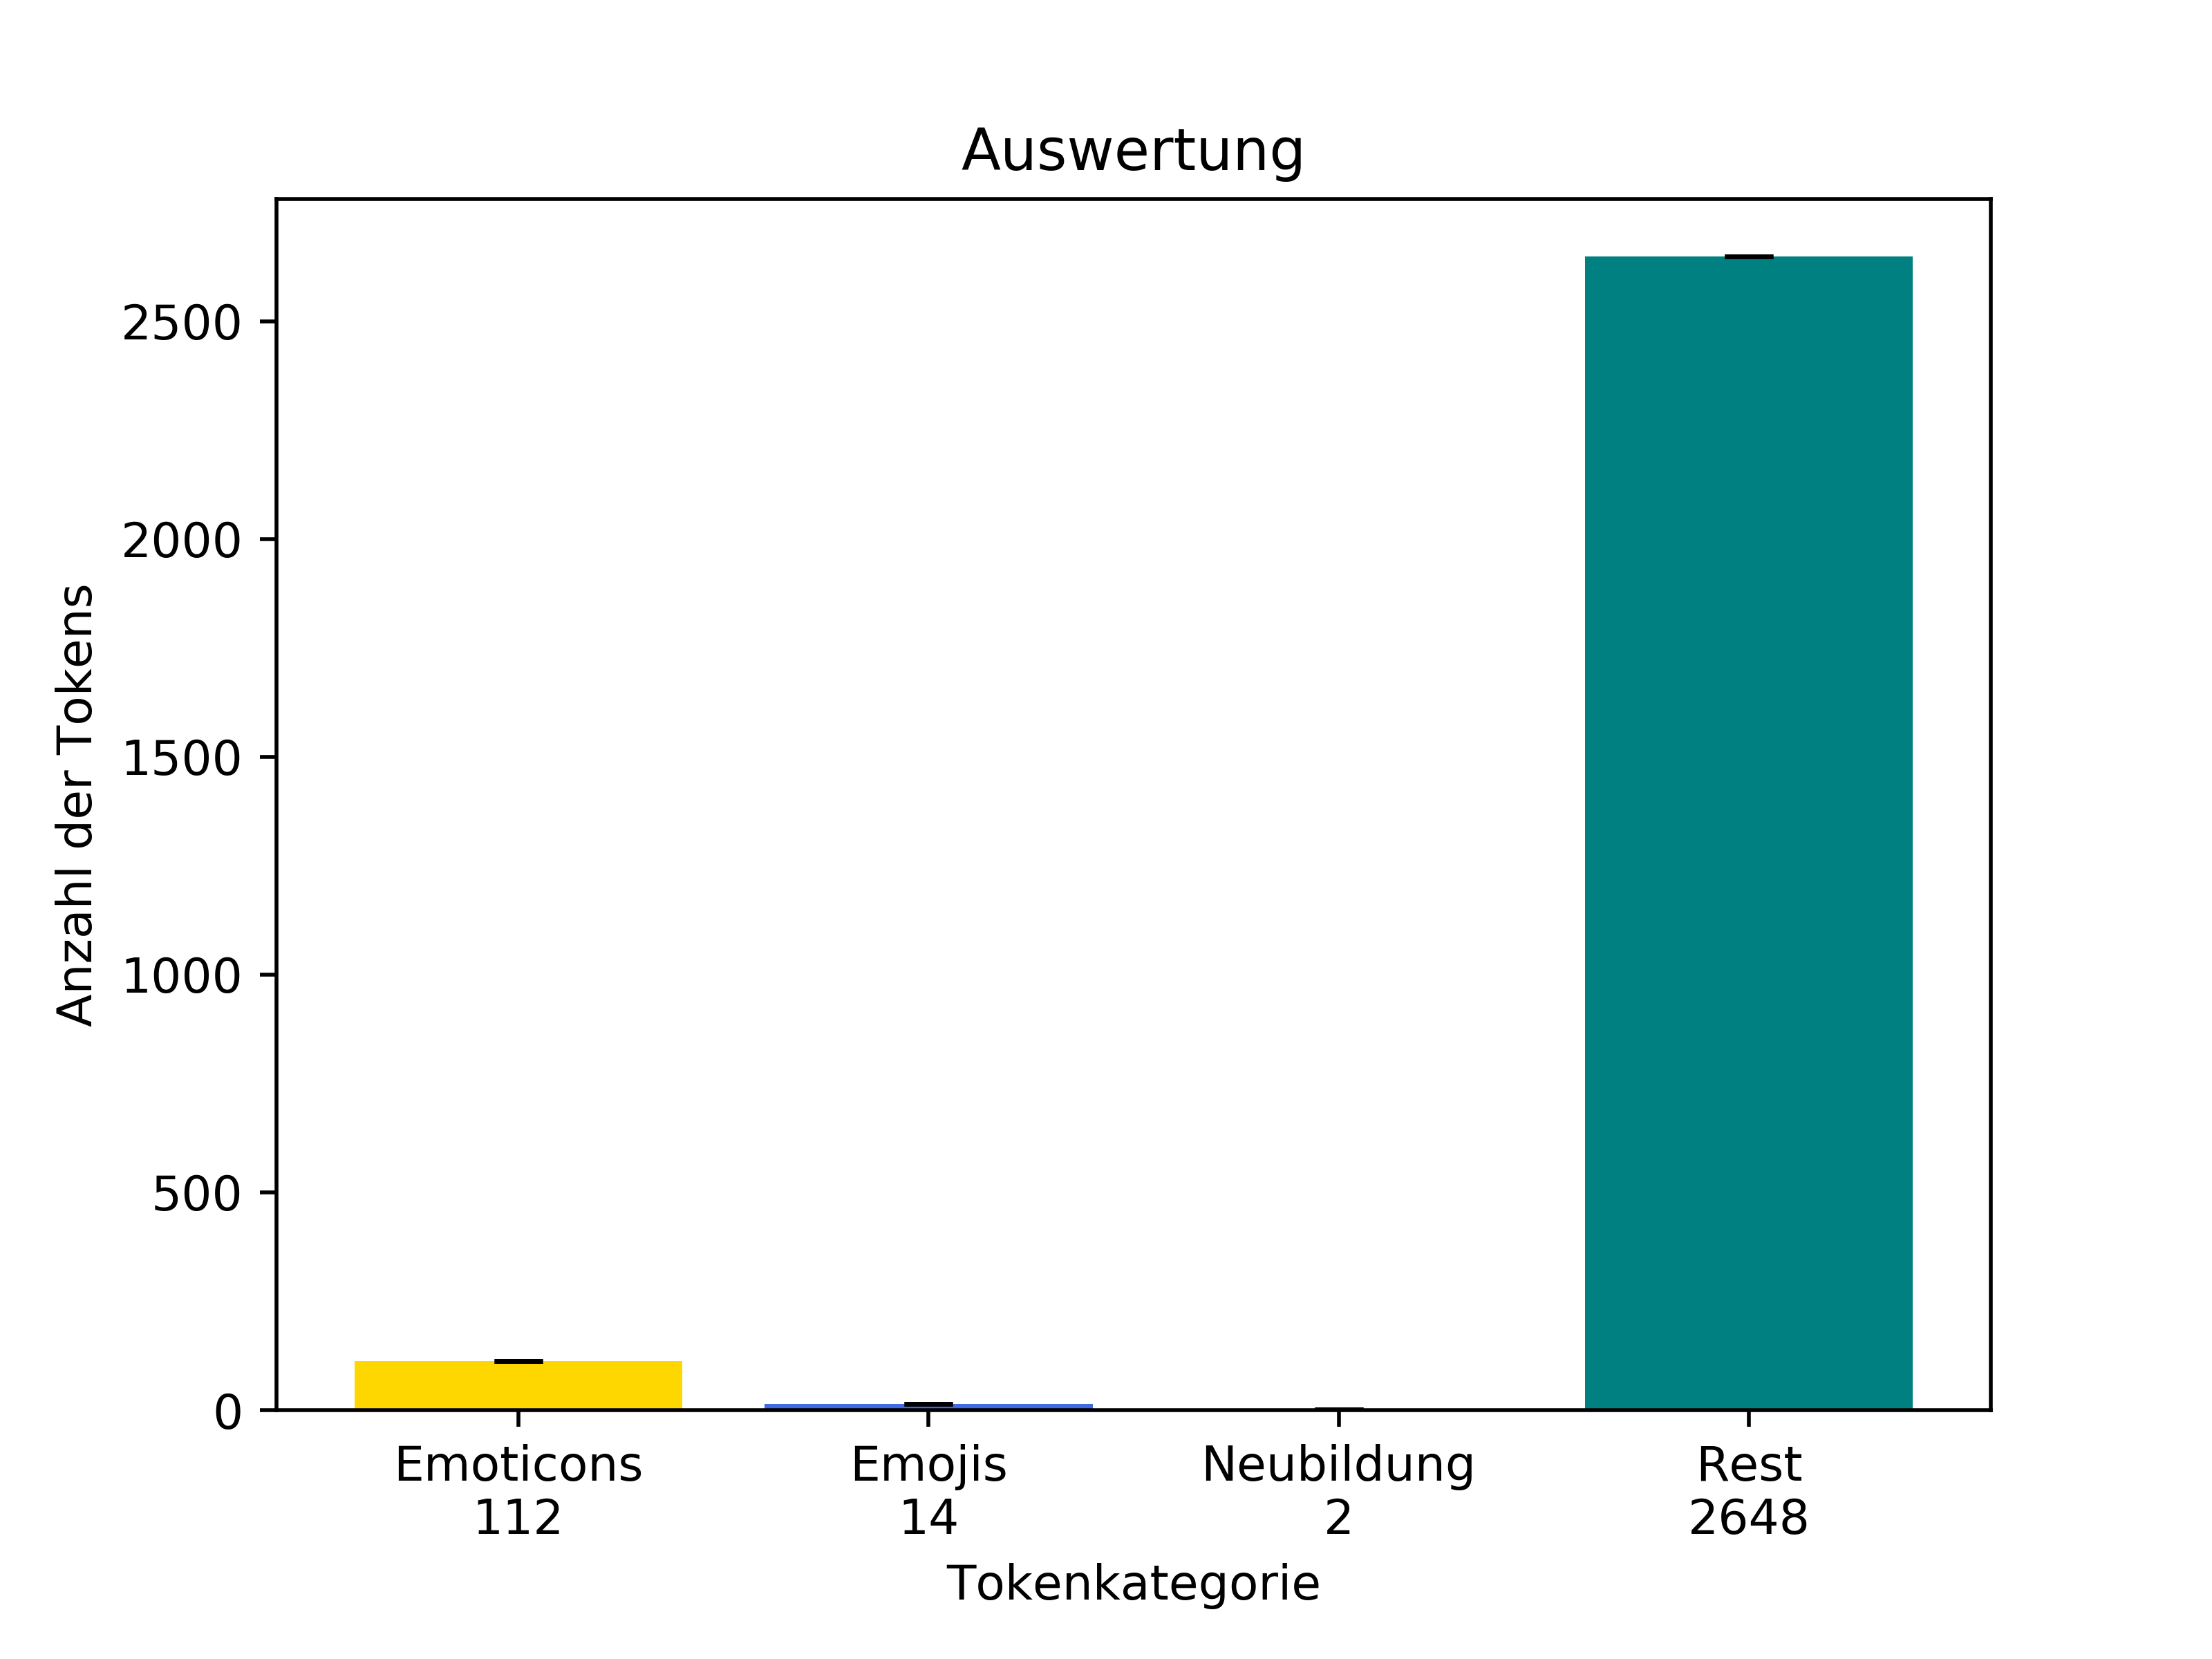 Auswertung
Anzahl der Tokens
2500
2000
1500
1000
500
0
Emoticons Emojis Neubildung Rest
112 14 2 2648
Tokenkategorie